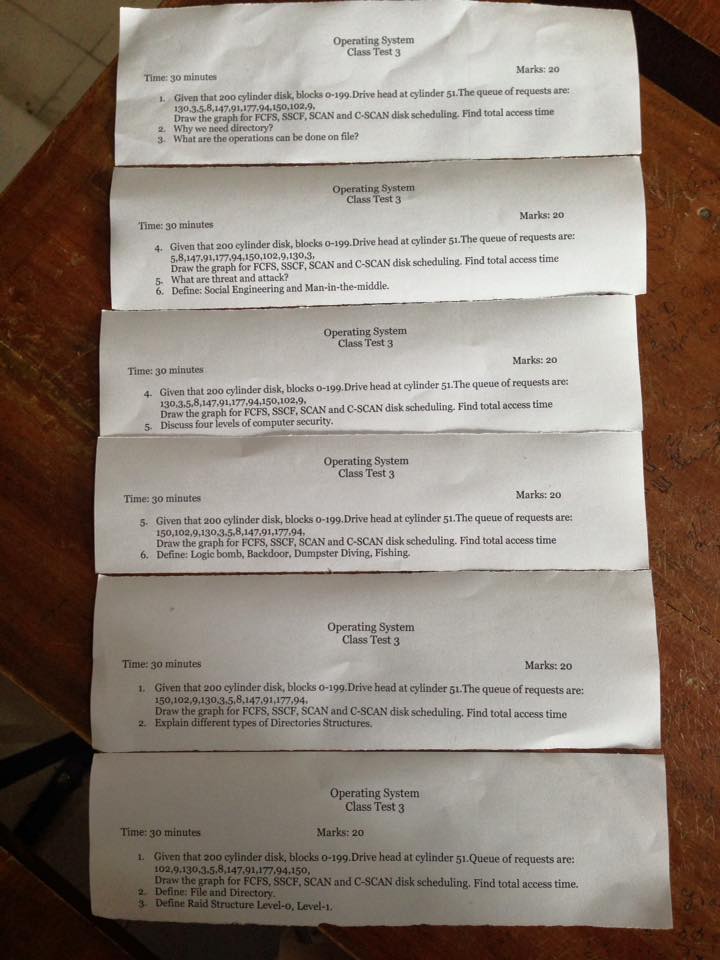 Operating System
Class Test 3
Time: 30 minutes Marks: 20
1. Given that 200 cylinder disk, blocks 0-199.Drive head at cylinder 51.The queue of requests are:
130,3,5,8,147,91,177,94,150,102,9,
Draw the graph for FCFS, SSCF, SCAN and C-SCAN disk scheduling. Find total access time
2. Why we need directory?
3. What are the operations can be done on file?
Operating System
Class Test 3
Time: 30 minutes Marks: 20
4. Given that 200 cylinder disk, blocks 0-199.Drive head at cylinder 51.The queue of requests are:
5,8,147,91,177,94,150,102,9,130,3,
Draw the graph for FCFS, SSCF, SCAN and C-SCAN disk scheduling. Find total access time
5. What are threat and attack?
6. Define: Social Engineering and Man-in-the-middle.
Operating System
Class Test 3
Time: 30 minutes Marks: 20
4. Given that 200 cylinder disk, blocks 0-199.Drive head at cylinder 51.The queue of requests are:
130,3,5,8,147,91,177,94,150,102,9,
Draw the graph for FCFS, SSCF, SCAN and C-SCAN disk scheduling. Find total access time
5. Discuss four levels of computer security.
Operating System
Class Test 3
Time: 30 minutes Marks: 20
5. Given that 200 cylinder disk, blocks 0-199.Drive head at cylinder 51.The queue of requests are:
150,102,9,130,3,5,8,147,91,177,94,
Draw the graph for FCFS, SSCF, SCAN and C-SCAN disk scheduling. Find total access time
6. Define: Logic bomb, Backdoor, Dumpster Diving, Fishing.
Operating System
Class Test 3
Time: 30 minutes Marks: 20
1. Given that 200 cylinder disk, blocks 0-199.Drive head at cylinder 51.The queue of requests are:
150,102,9,130,3,5,8,147,91,177,94,
Draw the graph for FCFS, SSCF, SCAN and C-SCAN disk scheduling. Find total access time
2. Explain different types of Directories Structures.
Operating System
Class Test 3
Time: 30 minutes Marks: 20
1. Given that 200 cylinder disk, blocks 0-199.Drive head at cylinder 51.Queue of requests are:
102,9,130,3,5,8,147,91,177,94,150,
Draw the graph for FCFS, SSCF, SCAN and C-SCAN disk scheduling. Find total access time.
2. Define: File and Directory.
3. Define Raid Structure Level-0, Level-1.